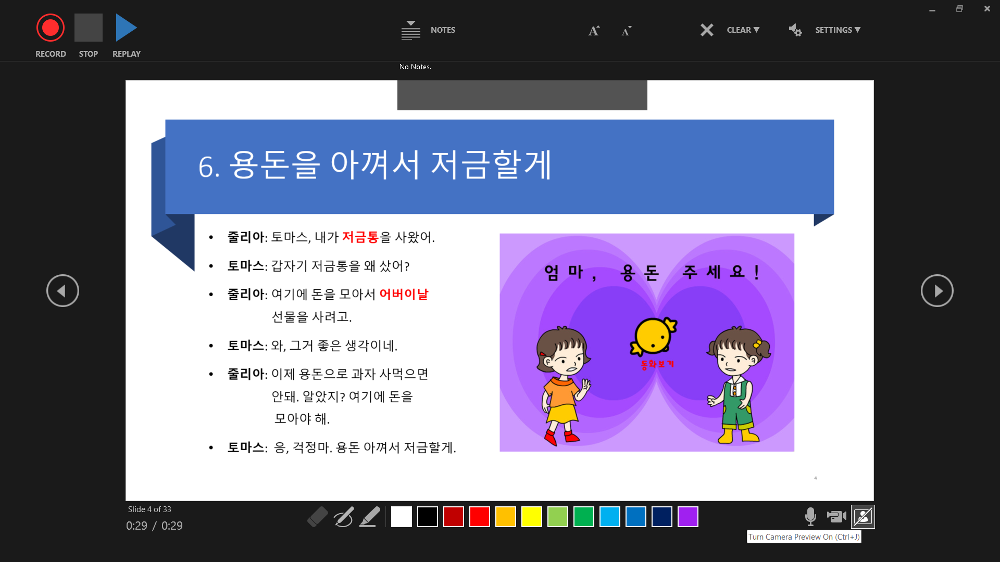 RECORD
STOP
REPLAY
NOTES
A
A
CLEAR
SETTINGS
No Notes.
6. 용돈을 아껴서 저금할게
• 줄리아: 토마스, 내가 저금통을 사왔어.
• 토마스: 갑자기 저금통을 왜 샀어?
• 줄리아: 여기에 돈을 모아서 어버이날
선물을 사려고.
• 토마스: 와, 그거 좋은 생각이네.
• 줄리아: 이제 용돈으로 과자 사먹으면
안돼. 알았지? 여기에 돈을
모아야 해.
• 토마스: 응, 걱정마. 용돈 아껴서 저금할게.
엄마, 용돈 주세요!
동화보기
4
Slide 4 of 33
0:29 / 0:29
Turn Camera Preview On (Ctrl+J)